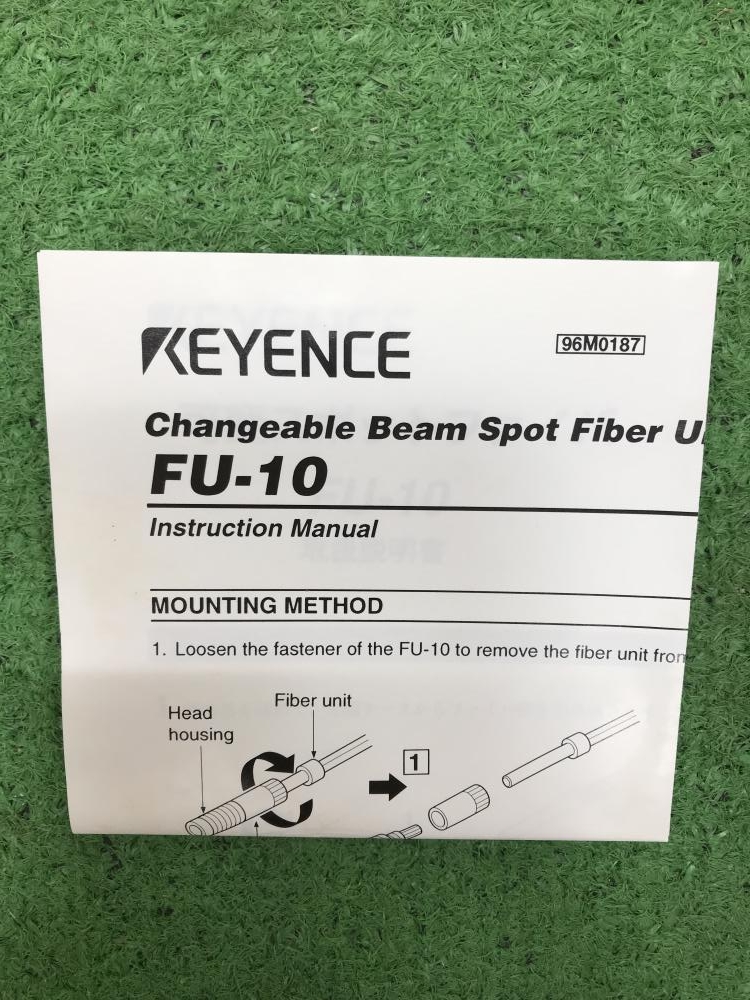 KEYENCE
96M0187
Changeable Beam Spot Fiber
FU-10
Instruction Manual
MOUNTING METHOD
1. Loosen the fastener of the FU-10 to remove the fiber unit from
Fiber unit
Head
housing
1